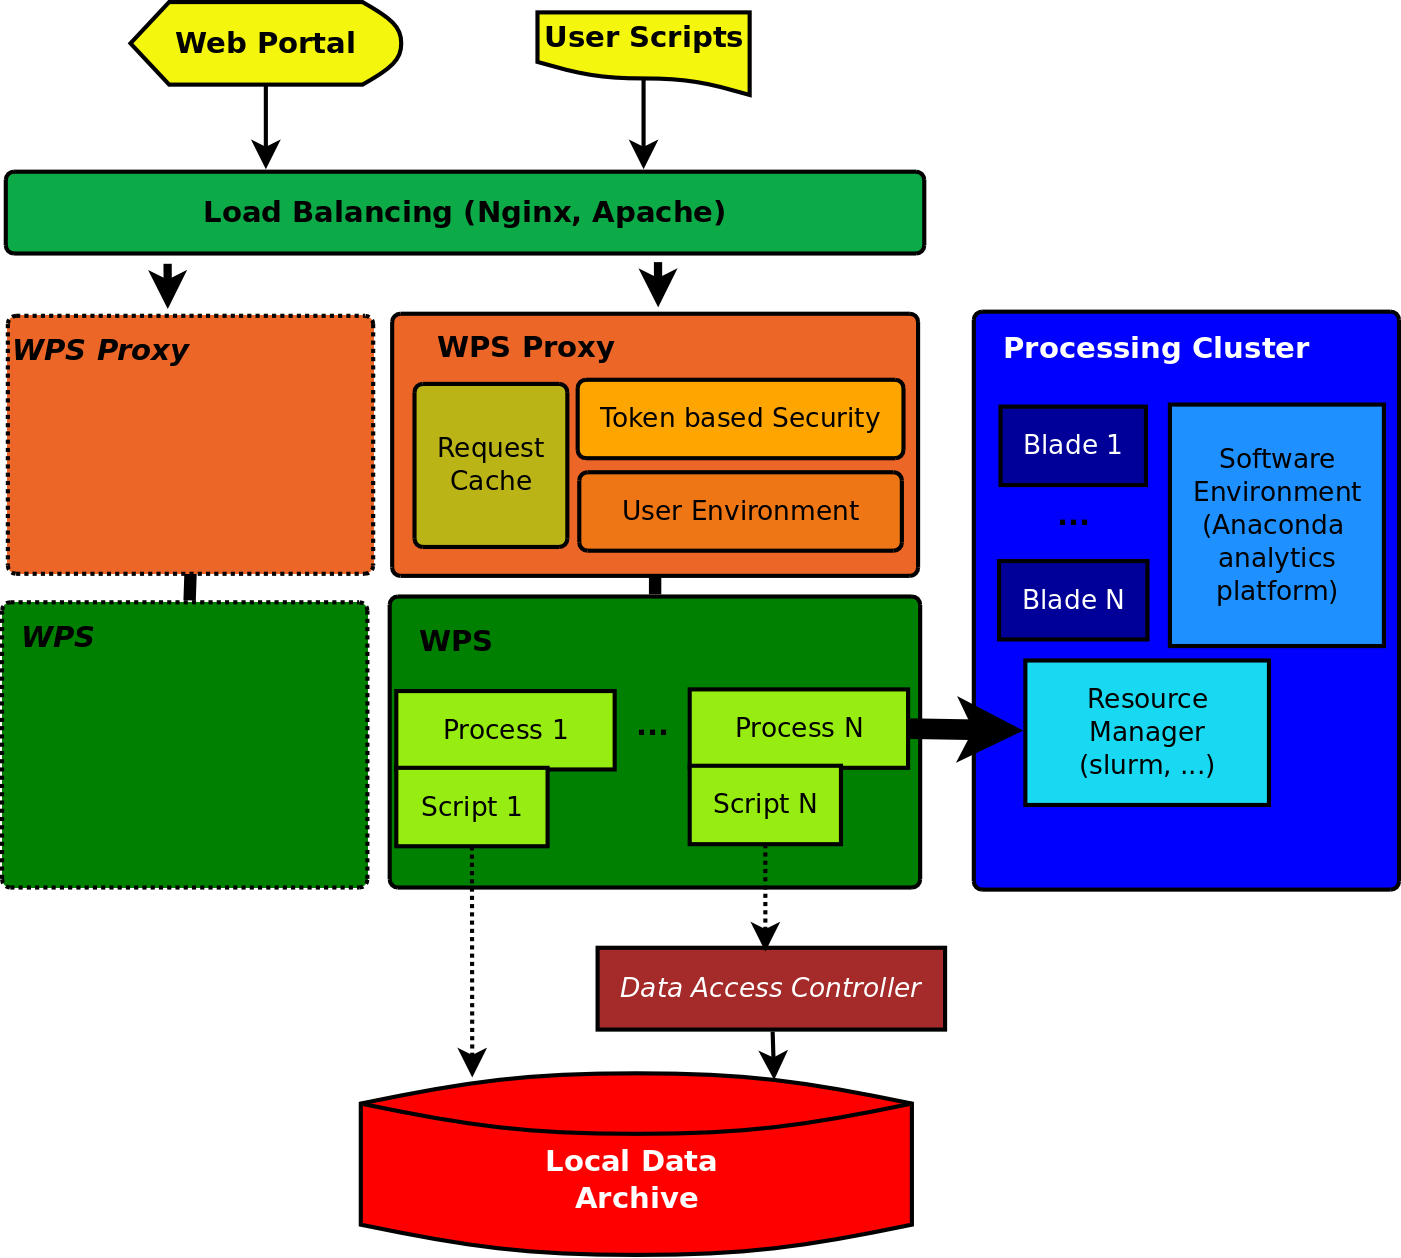 Web Portal
User Scripts
Load Balancing (Nginx, Apache)
WPS Proxy
WPS Proxy
Request
Cache
Token based Security
User Environment
WPS
WPS
Process 1
...
Process N
Script 1
Script N
Processing Cluster
Blade 1
...
Blade N
Software
Environment
(Anaconda
analytics
platform)
Resource
Manager
(slurm, ...)
Data Access Controller
Local Data
Archive